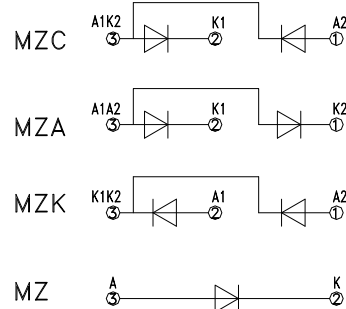 MZC A1K2 3 K1 2 A2 1
MZA A1A2 3 K1 2 K2 1
MZK K1K2 3 A1 2 A2 1
MZ A 3 K 2